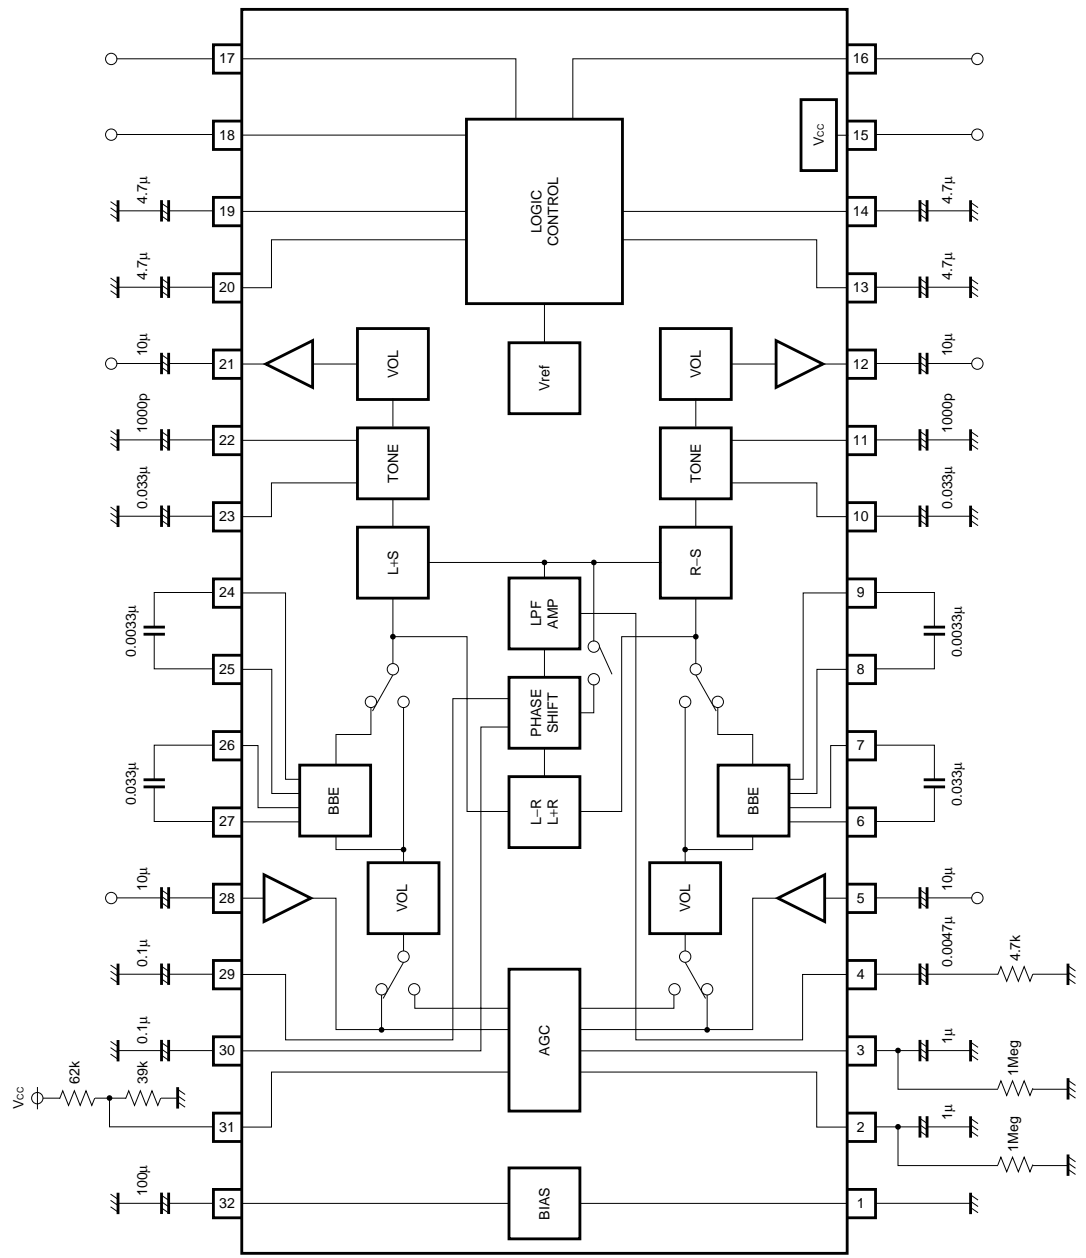 17
16
18
Vcc
15
4.7μ
19
LOGIC
CONTROL
14
4.7μ
4.7μ
20
13
4.7μ
10μ
21
VOL
Vref
VOL
12
10μ
1000p
22
TONE
TONE
11
1000p
0.033μ
23
10
0.033μ
L+S
R−S
24
LPF
AMP
9
0.0033μ
0.0033μ
25
8
PHASE
SHIFT
26
7
0.033μ
BBE
L−R
L+R
BBE
0.033μ
27
6
10μ
28
VOL
VOL
5
10μ
0.1μ
29
4
0.0047μ
4.7k
0.1μ
30
AGC
3
1μ
Vcc
62k
39k
1Meg
31
2
1μ
1Meg
100μ
32
BIAS
1